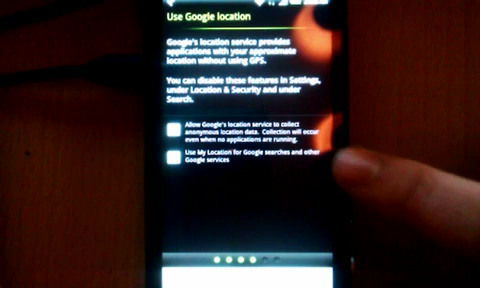 Use Google location
Google's location service provides
applications with your approximate
location without using GPS.
You can disable these features in Settings,
under Location & Security and under
Search.
Allow Google's location service to collect
anonymous location data. Collection will occur
even when no applications are running.
Use My Location for Google searches and other
Google services